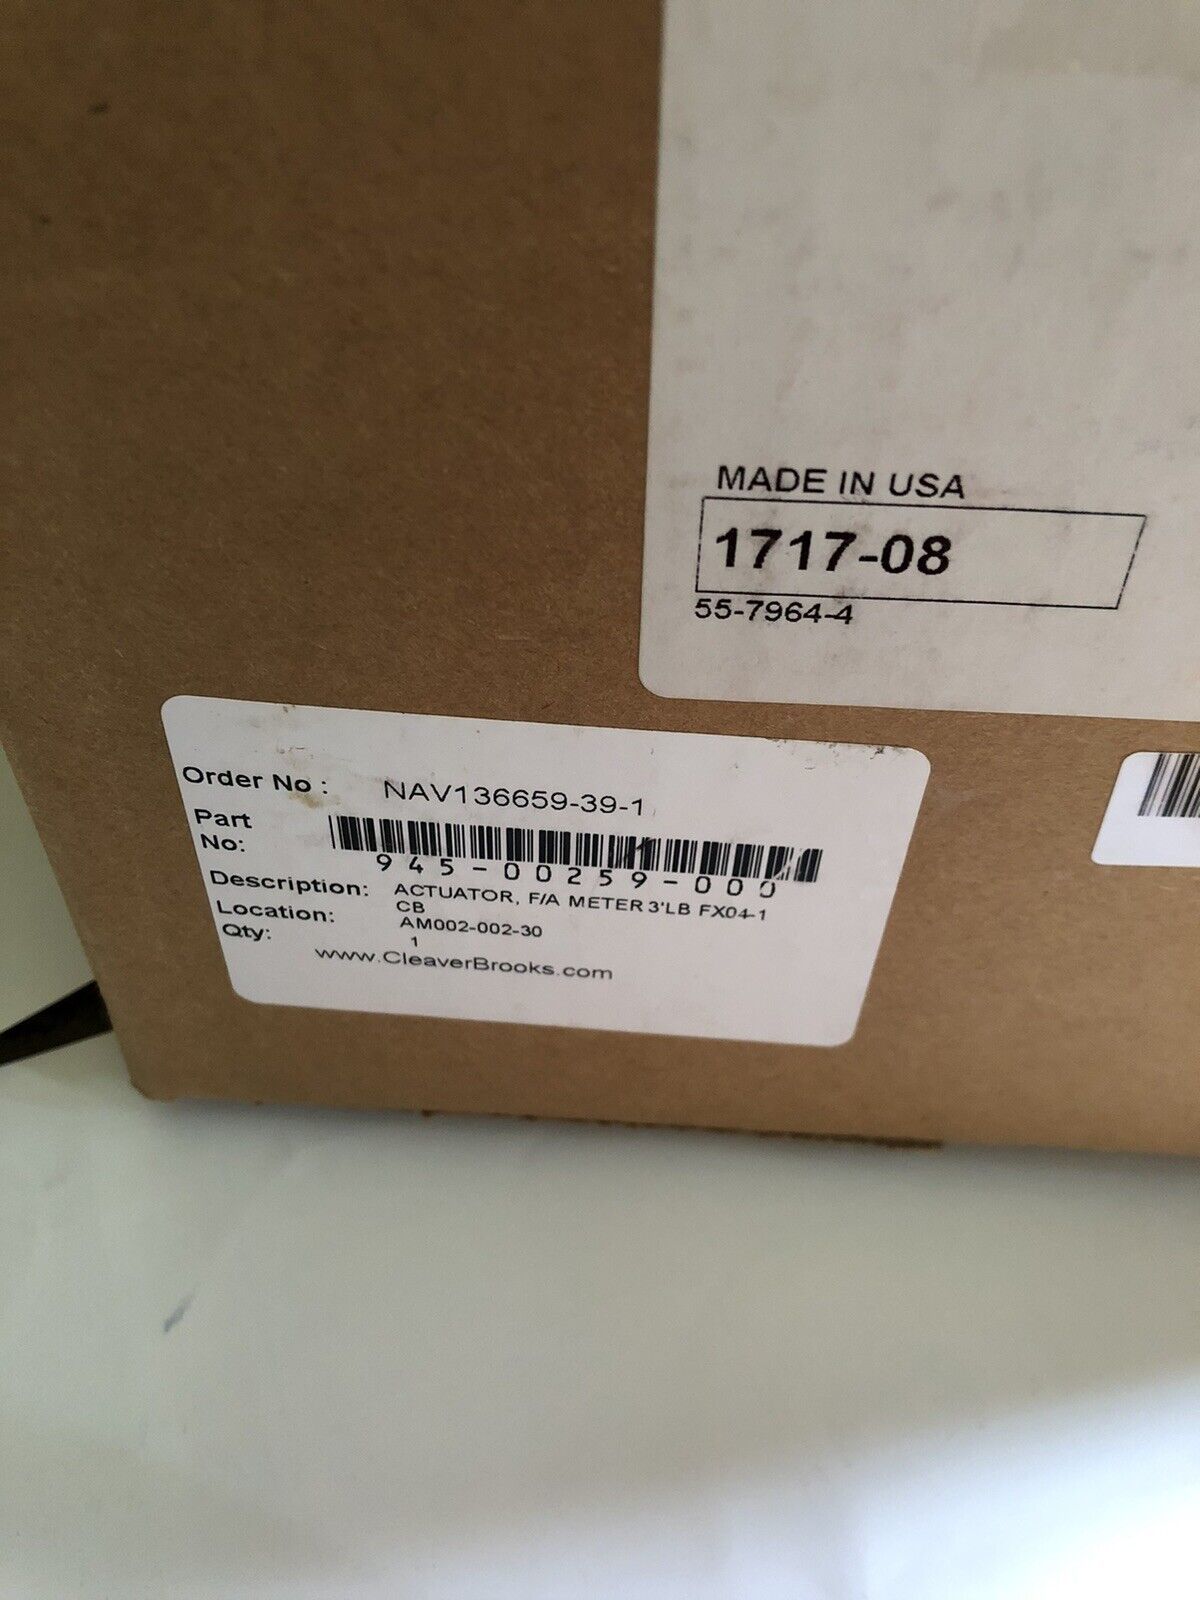 MADE IN USA
1717-08
55-7964-4
Order No : NAV136659-39-1
Part No: 945-00259-000
Description: ACTUATOR, F/A METER 3'LB FX04-1
CB
Location: AM002-002-30
Qty: 1
www.CleaverBrooks.com